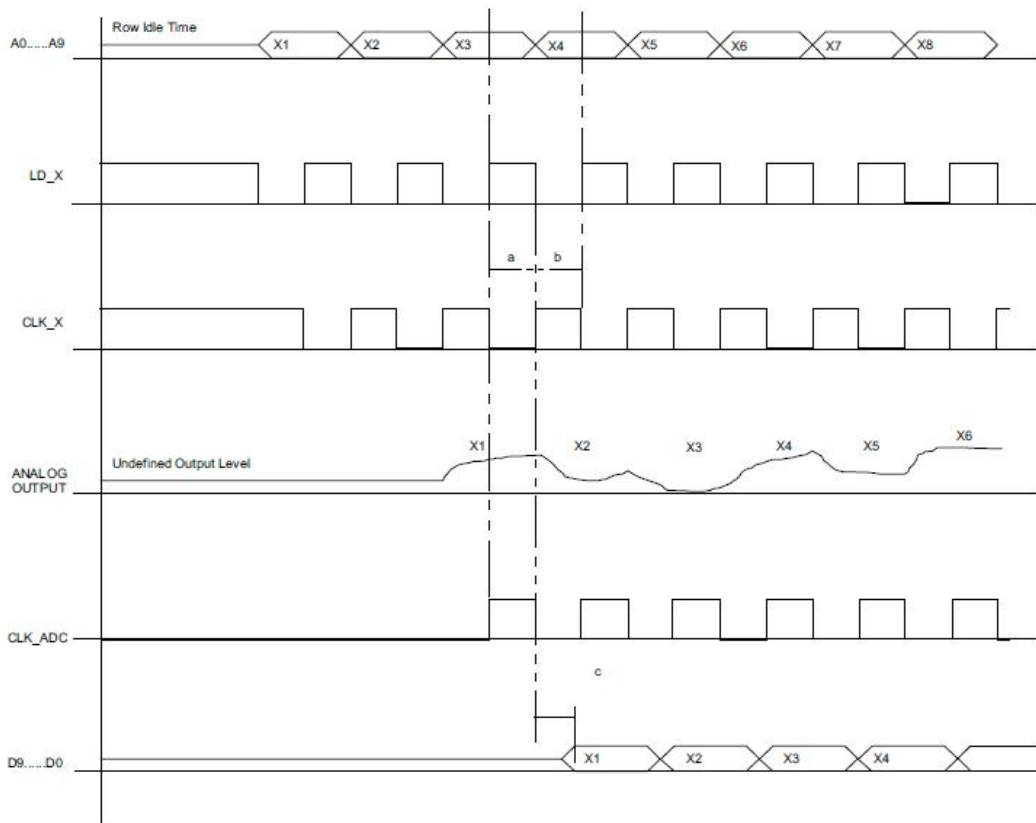 Row Idle Time
A0......A9
X1 X2 X3 X4 X5 X6 X7 X8
LD_X
a b
CLK_X
X1 X2 X3 X4 X5 X6
Undefined Output Level
ANALOG
OUTPUT
CLK_ADC
c
D9......D0
X1 X2 X3 X4